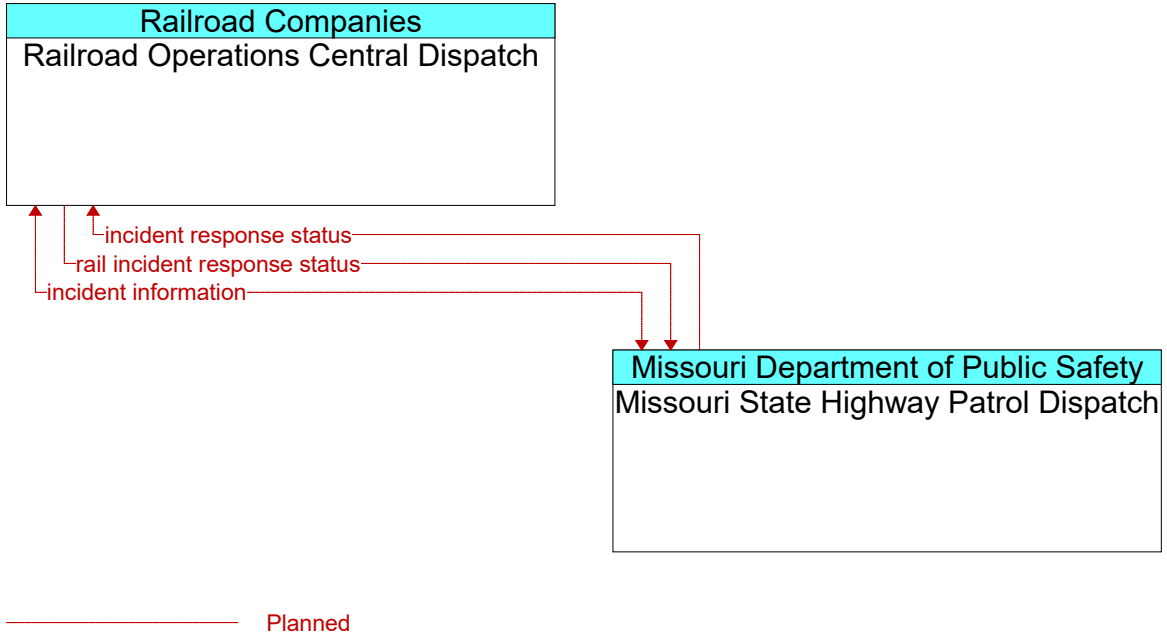 Railroad Companies
Railroad Operations Central Dispatch
incident response status
rail incident response status
incident information
Missouri Department of Public Safety
Missouri State Highway Patrol Dispatch
Planned